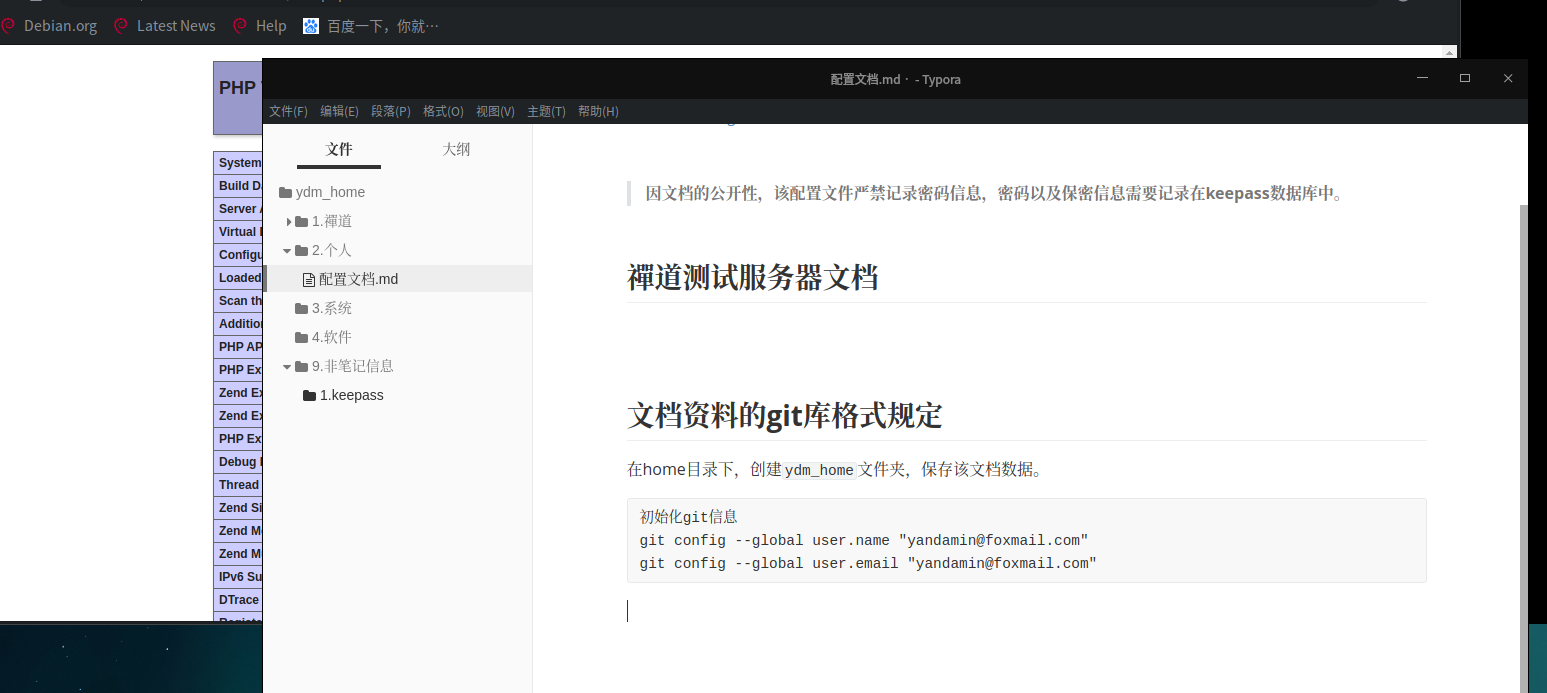 Debian.org Latest News Help 百度一下，你就…
PHP
配置文档.md · - Typora
文件(F) 编辑(E) 段落(P) 格式(O) 视图(V) 主题(T) 帮助(H)
System
Build
Server
Virtual
Loaded
Scan
PHP
PHP
Zend
Zend
PHP
Debug
Thread
Zend
Zend
Zend
IPv6
DTrace
文件 大纲
ydm_home
1.禪道
2.个人
配置文档.md
3.系统
4.软件
9.非笔记信息
1.keepass
因文档的公开性，该配置文件严禁记录密码信息，密码以及保密信息需要记录在keepass数据库中。
禪道测试服务器文档
文档资料的git库格式规定
在home目录下，创建ydm_home文件夹，保存该文档数据。
初始化git信息
git config --global user.name "yandamin@foxmail.com"
git config --global user.email "yandamin@foxmail.com"